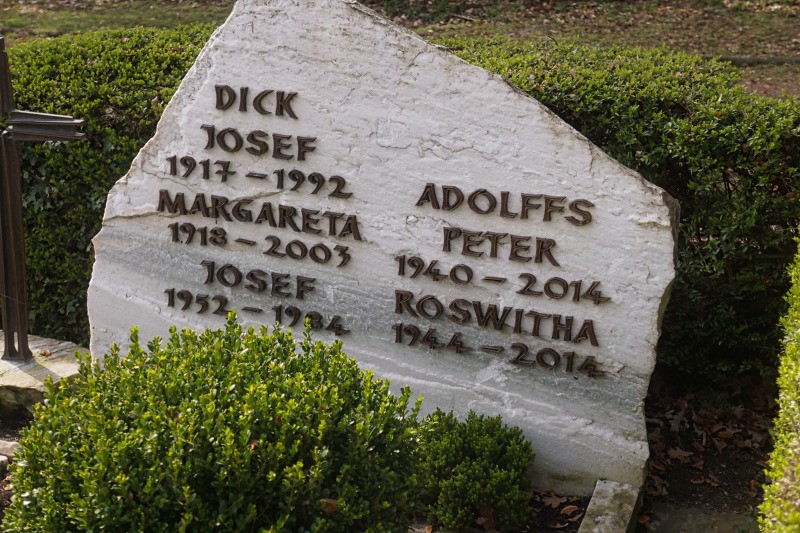 DICK
JOSEF
1917 – 1992
MARGARETA
1918 – 2003
JOSEF
1952 –
ADOLFFS
PETER
1940 – 2014
ROSWITHA
1944 – 2014